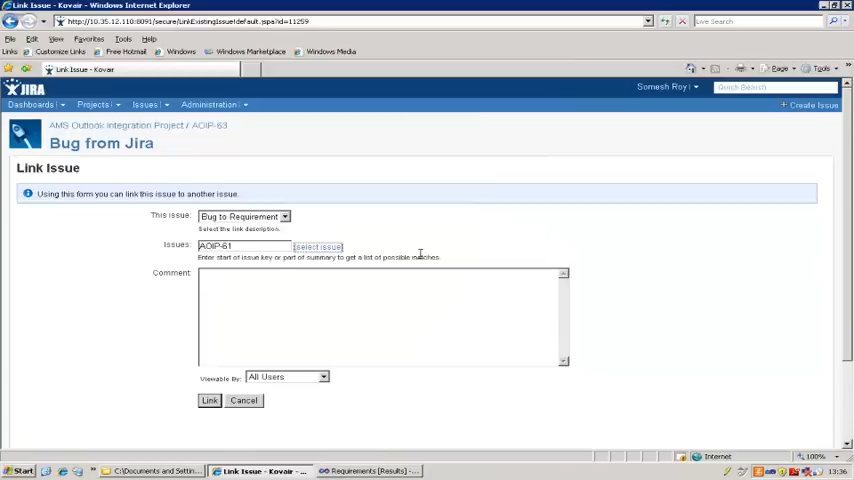 Link Issue - Kovair - Windows Internet Explorer
http://10.35.12.110:8091/secure/LinkExistingIssue!default.jspa?id=11259
Live Search
File Edit View Favorites Tools Help
Links Customize Links Free Hotmail Windows Windows Marketplace Windows Media
Link Issue - Kovair
Page Tools
JIRA
Somesh Roy
Quick Search
Dashboards Projects Issues Administration
+ Create Issue
AMS Outlook Integration Project / AOIP-63
Bug from Jira
Link Issue
Using this form you can link this issue to another issue.
This issue: Bug to Requirement
Select the link description.
Issues: AOIP-61 [select issue]
Enter start of issue key or part of summary to get a list of possible matches.
Comment:
Viewable By: All Users
Link Cancel
Internet 100%
Start
C:\Documents and Settin...
Link Issue - Kovair - ...
Requirements [Results] -...
13:36